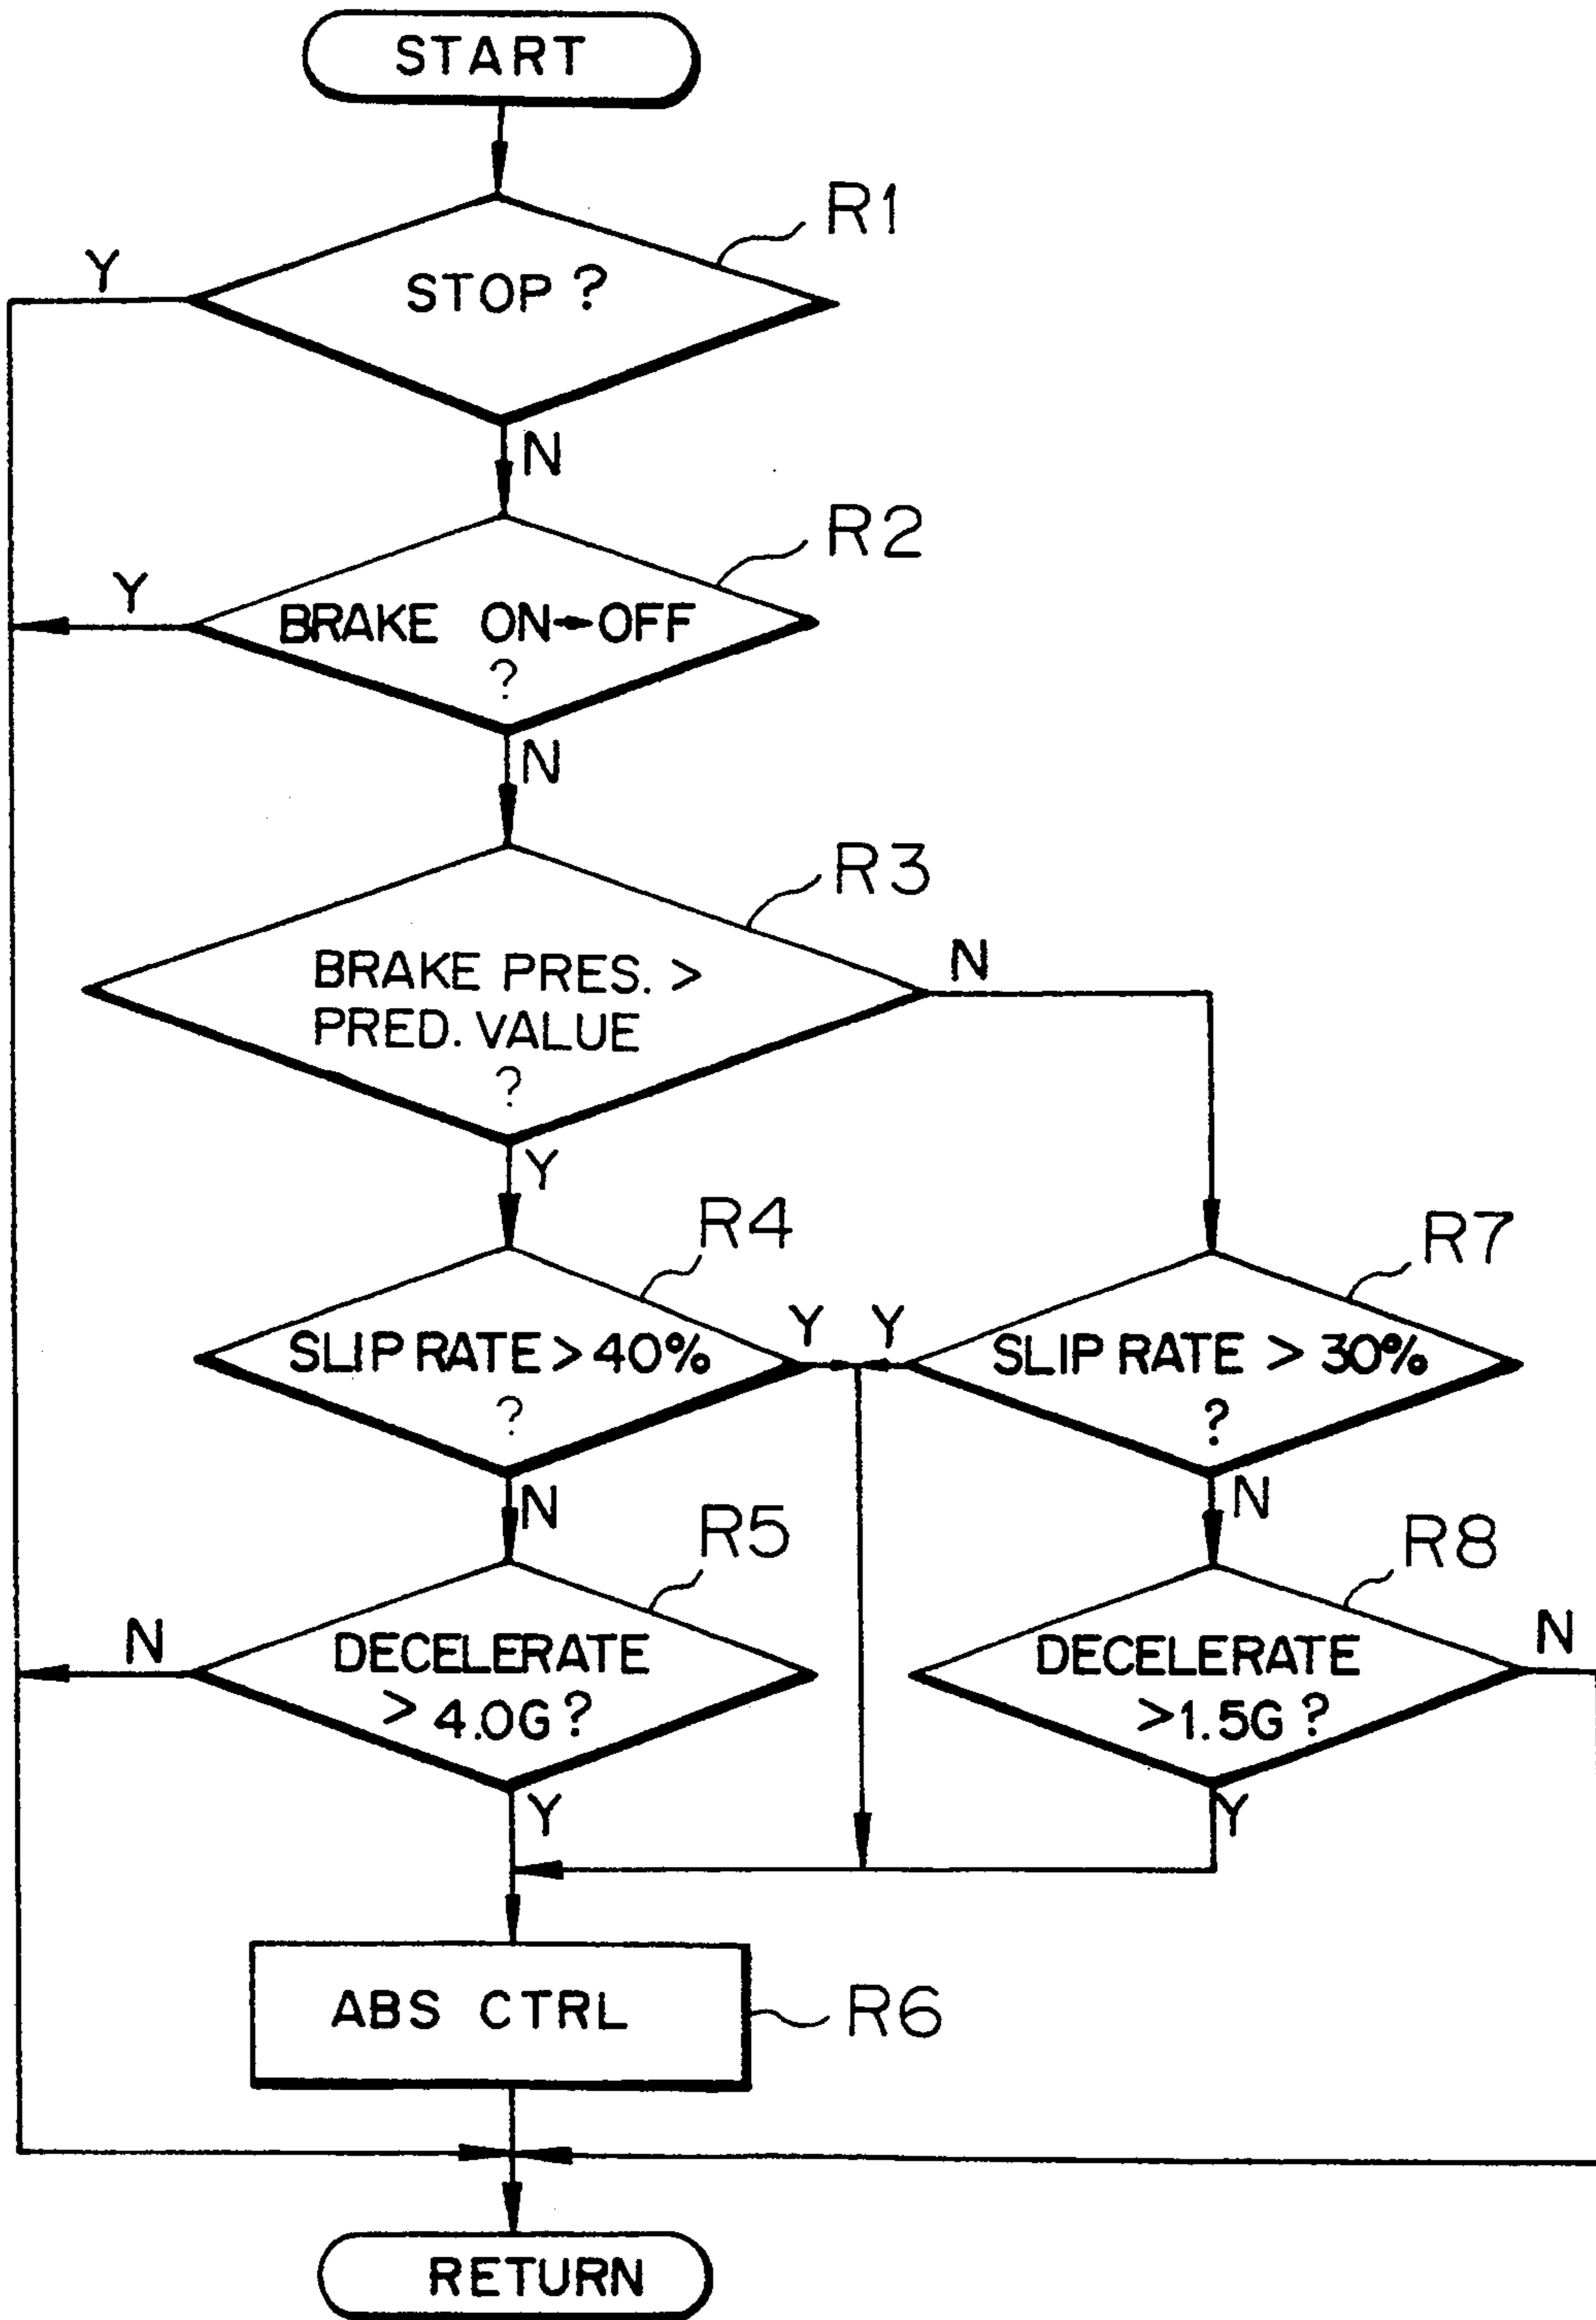 START
R1
Y
STOP ?
N
R2
Y
BRAKE ON→OFF
?
N
R3
N
BRAKE PRES. >
PRED. VALUE
?
Y
R4
R7
SLIP RATE > 40%
?
Y
Y
SLIP RATE > 30%
?
N
N
R5
R8
N
DECELERATE
> 4.0G ?
DECELERATE
> 1.5G ?
N
Y
Y
ABS CTRL
R6
RETURN